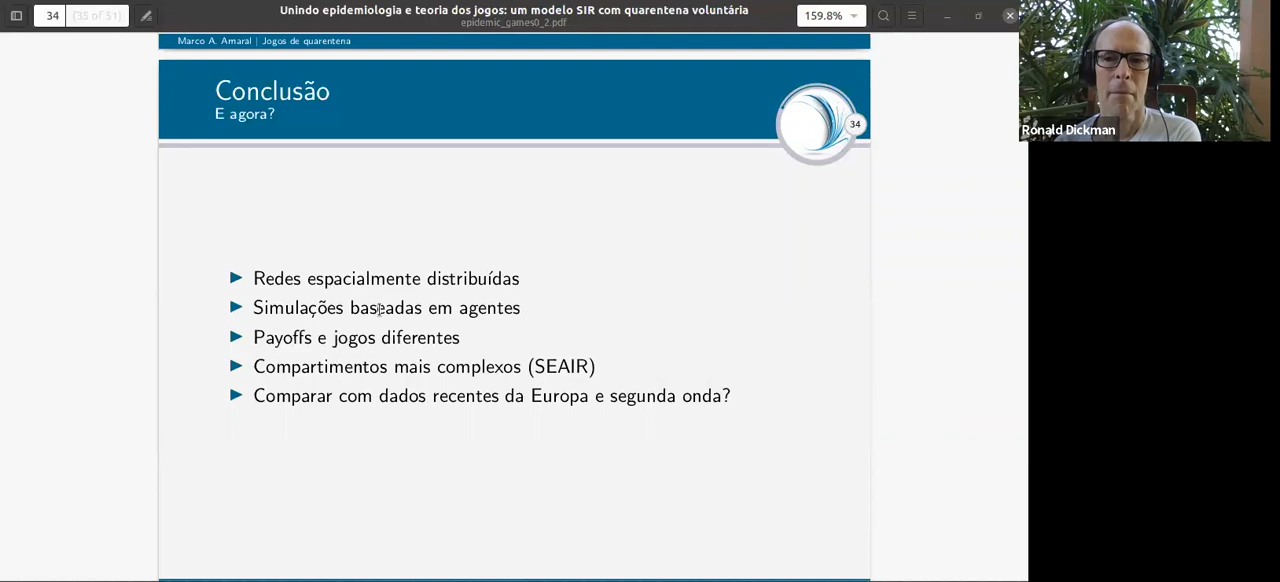 34 (35 of 51)
Unindo epidemiologia e teoria dos jogos: um modelo SIR com quarentena voluntária
epidemic_games0_2.pdf
159.8%
Marco A. Amaral | Jogos de quarentena
Conclusão
E agora?
34
Ronald Dickman
Redes espacialmente distribuídas
Simulações baseadas em agentes
Payoffs e jogos diferentes
Compartimentos mais complexos (SEAIR)
Comparar com dados recentes da Europa e segunda onda?